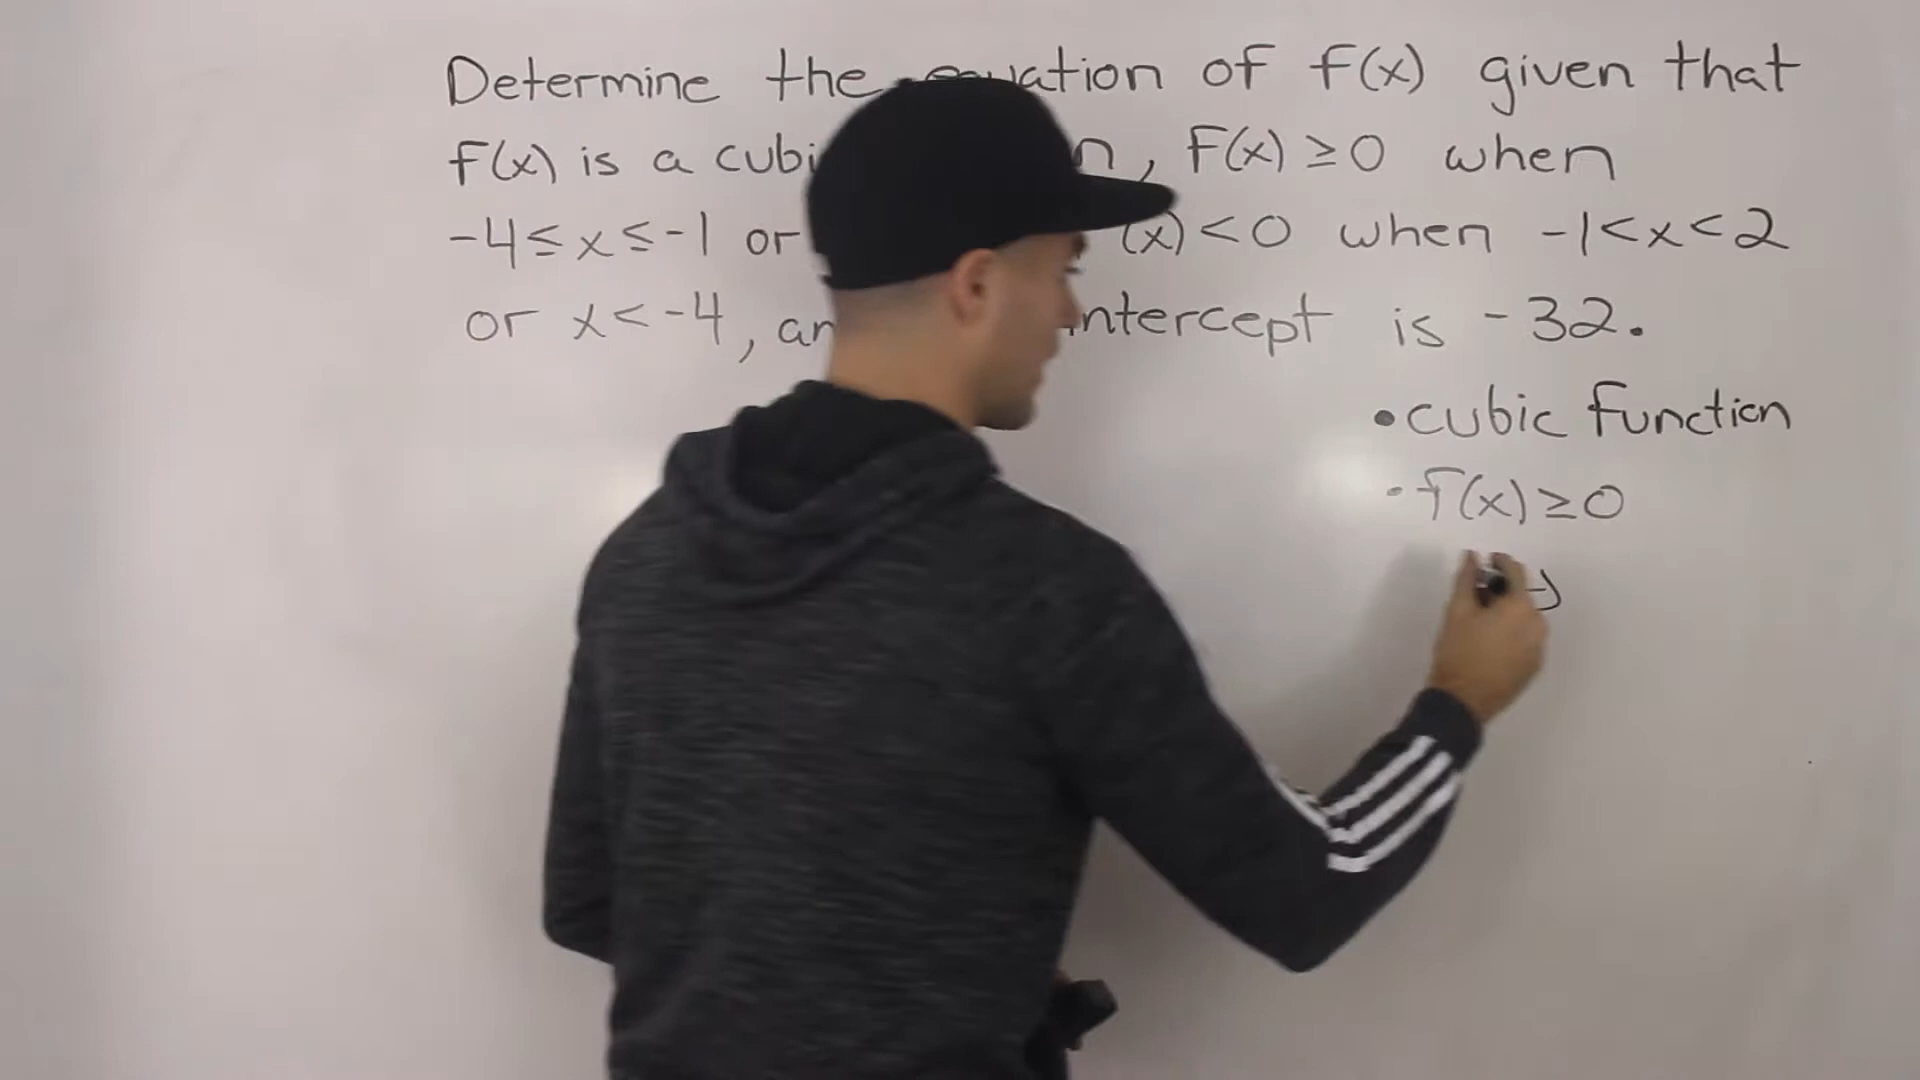 Determine the equation of f(x) given that
f(x) is a cubi n, F(x) ≥ 0 when
-4 ≤ x ≤ -1 or (x) < 0 when -1 < x < 2
or x < -4, an intercept is -32.
• cubic function
• f(x) ≥ 0